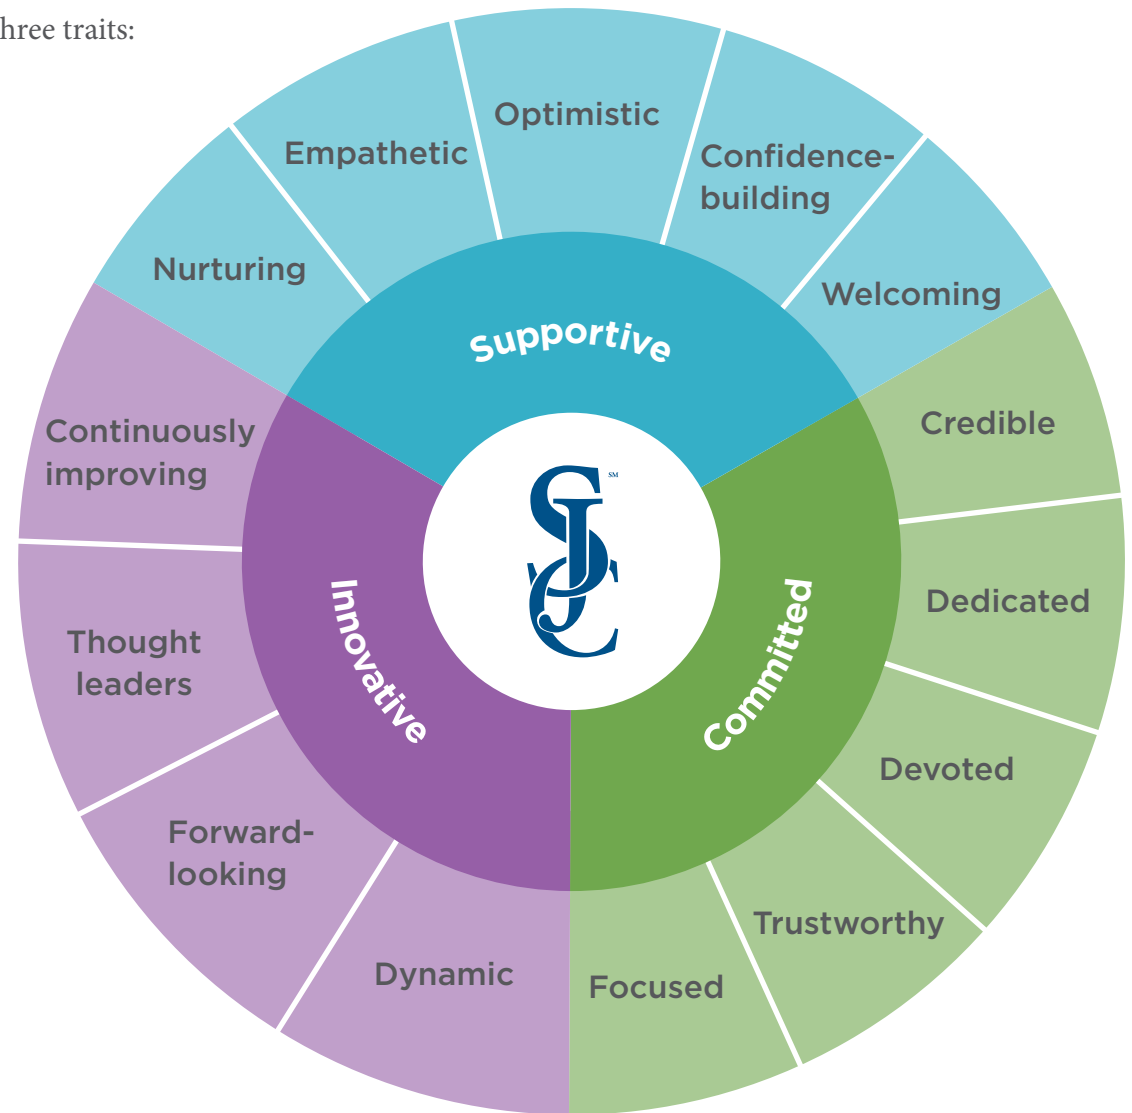 hree traits:
Optimistic
Empathetic
Confidence-
building
Nurturing
Welcoming
Supportive
Credible
Continuously
improving
SJC
SM
Innovative
Committed
Dedicated
Thought
leaders
Devoted
Forward-
looking
Trustworthy
Dynamic
Focused